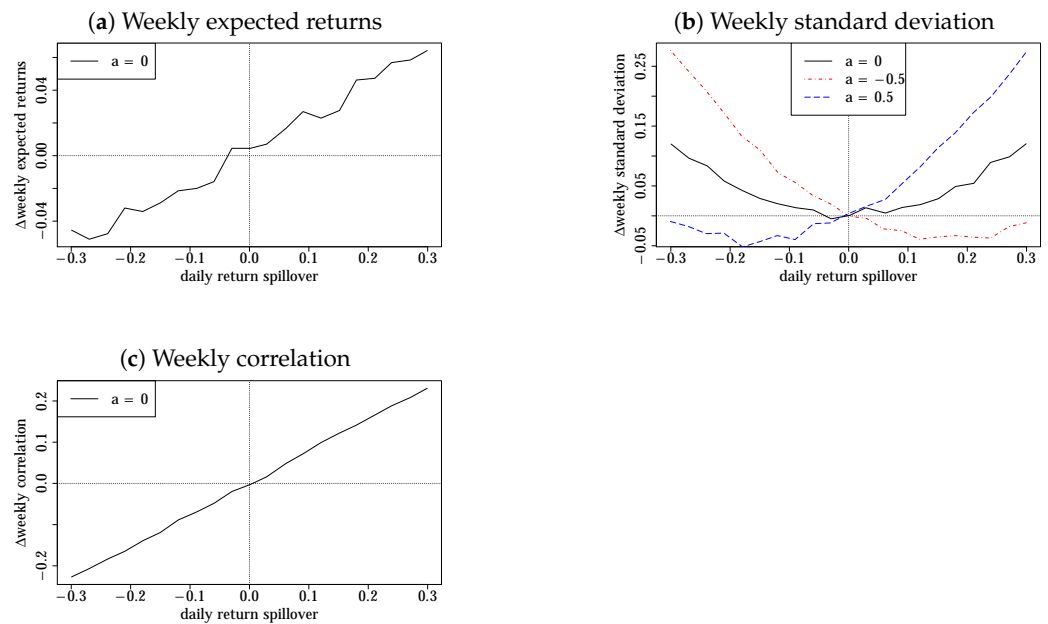 (a) Weekly expected returns
a = 0
Δweekly expected returns
0.04
0.00
−0.04
−0.3 −0.2 −0.1 0.0 0.1 0.2 0.3
daily return spillover
(b) Weekly standard deviation
a = 0
a = −0.5
a = 0.5
Δweekly standard deviation
0.25
0.15
0.05
−0.05
−0.3 −0.2 −0.1 0.0 0.1 0.2 0.3
daily return spillover
(c) Weekly correlation
a = 0
Δweekly correlation
0.2
0.1
0.0
−0.2
−0.3 −0.2 −0.1 0.0 0.1 0.2 0.3
daily return spillover